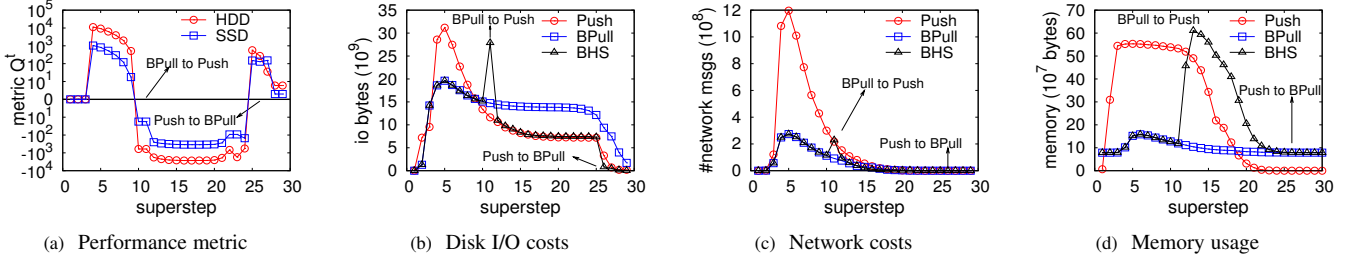 metric Q^t
10^5
10^4
10^3
10^2
10^1
0
-10^1
-10^2
-10^3
-10^4
HDD
SSD
BPull to Push
Push to BPull
0 5 10 15 20 25 30
superstep
(a) Performance metric
io bytes (10^9)
40
35
30
25
20
15
10
5
0
BPull to Push
Push
BPull
BHS
Push to BPull
0 5 10 15 20 25 30
superstep
(b) Disk I/O costs
#network msgs (10^8)
12
10
8
6
4
2
0
Push
BPull
BHS
BPull to Push
Push to BPull
0 5 10 15 20 25 30
superstep
(c) Network costs
memory (10^7 bytes)
70
60
50
40
30
20
10
0
BPull to Push
Push
BPull
BHS
Push to BPull
0 5 10 15 20 25 30
superstep
(d) Memory usage